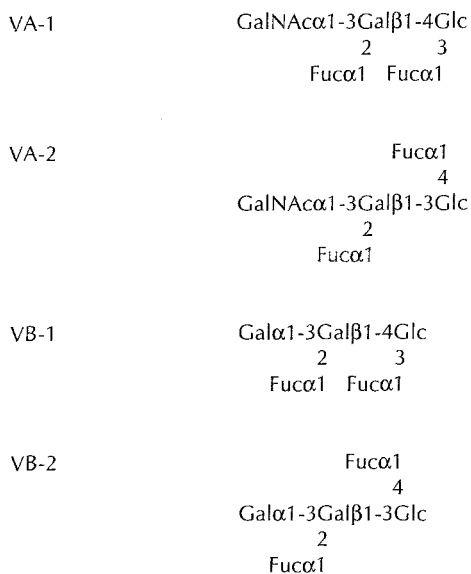 VA-1 GalNAcα1-3Galβ1-4Glc
2 3
Fucα1 Fucα1
VA-2 Fucα1
4
GalNAcα1-3Galβ1-3Glc
2
Fucα1
VB-1 Galα1-3Galβ1-4Glc
2 3
Fucα1 Fucα1
VB-2 Fucα1
4
Galα1-3Galβ1-3Glc
2
Fucα1